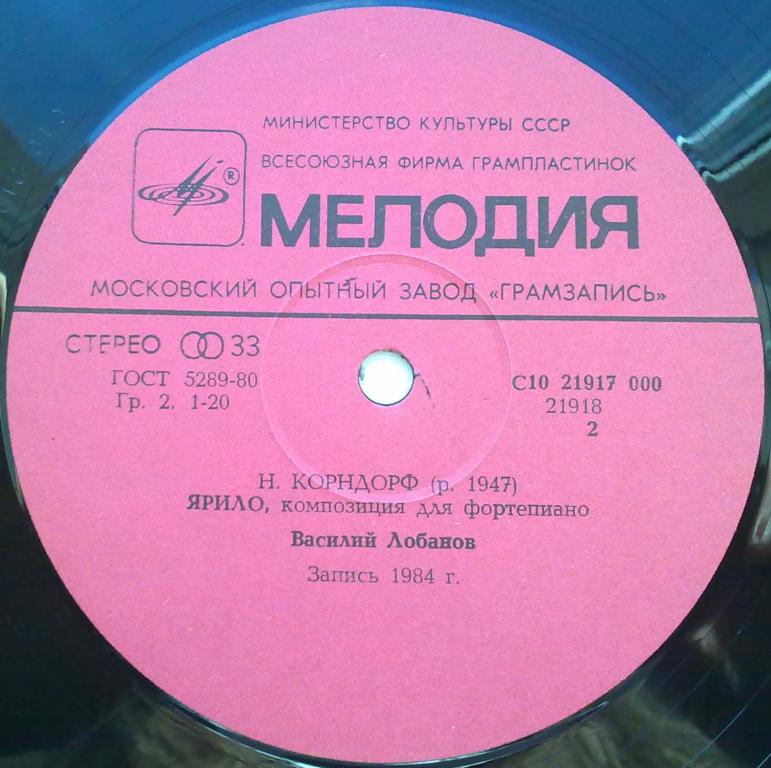 МИНИСТЕРСТВО КУЛЬТУРЫ СССР
ВСЕСОЮЗНАЯ ФИРМА ГРАМПЛАСТИНОК
®
МЕЛОДИЯ
МОСКОВСКИЙ ОПЫТНЫЙ ЗАВОД «ГРАМЗАПИСЬ»
СТЕРЕО 33
ГОСТ 5289-80
Гр. 2. 1-20
С10 21917 000
21918
2
Н. КОРНДОРФ (р. 1947)
ЯРИЛО, композиция для фортепиано
Василий Лобанов
Запись 1984 г.